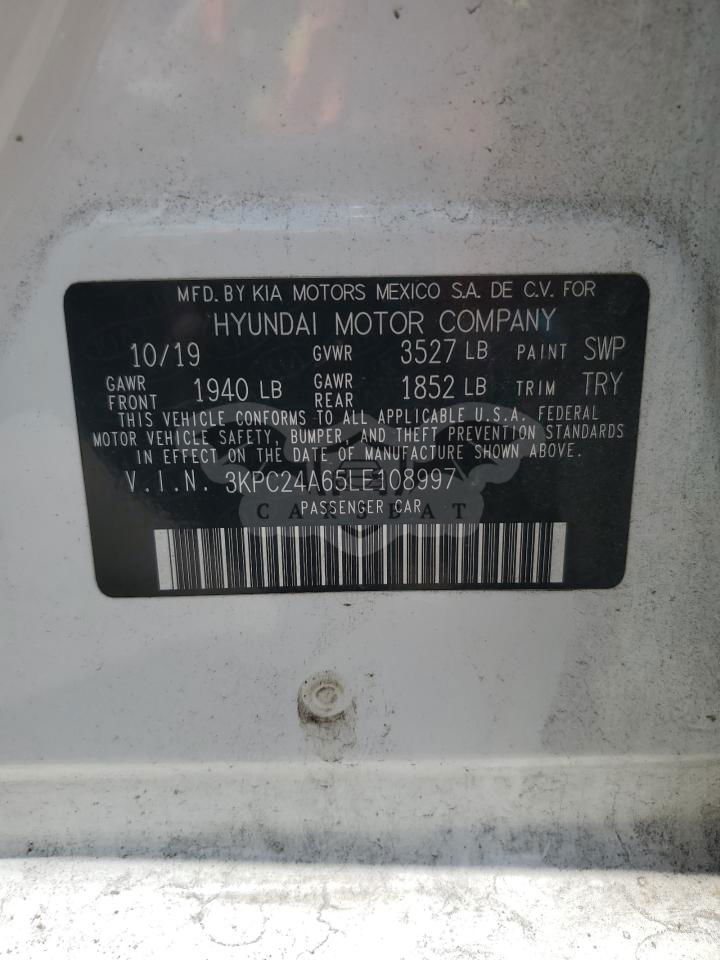 MFD. BY KIA MOTORS MEXICO S.A. DE C.V. FOR
HYUNDAI MOTOR COMPANY
10/19 GVWR 3527 LB PAINT SWP
GAWR FRONT 1940 LB GAWR REAR 1852 LB TRIM TRY
THIS VEHICLE CONFORMS TO ALL APPLICABLE U.S.A. FEDERAL
MOTOR VEHICLE SAFETY, BUMPER, AND THEFT PREVENTION STANDARDS
IN EFFECT ON THE DATE OF MANUFACTURE SHOWN ABOVE.
V.I.N. 3KPC24A65LE108997
PASSENGER CAR
CARSBAT